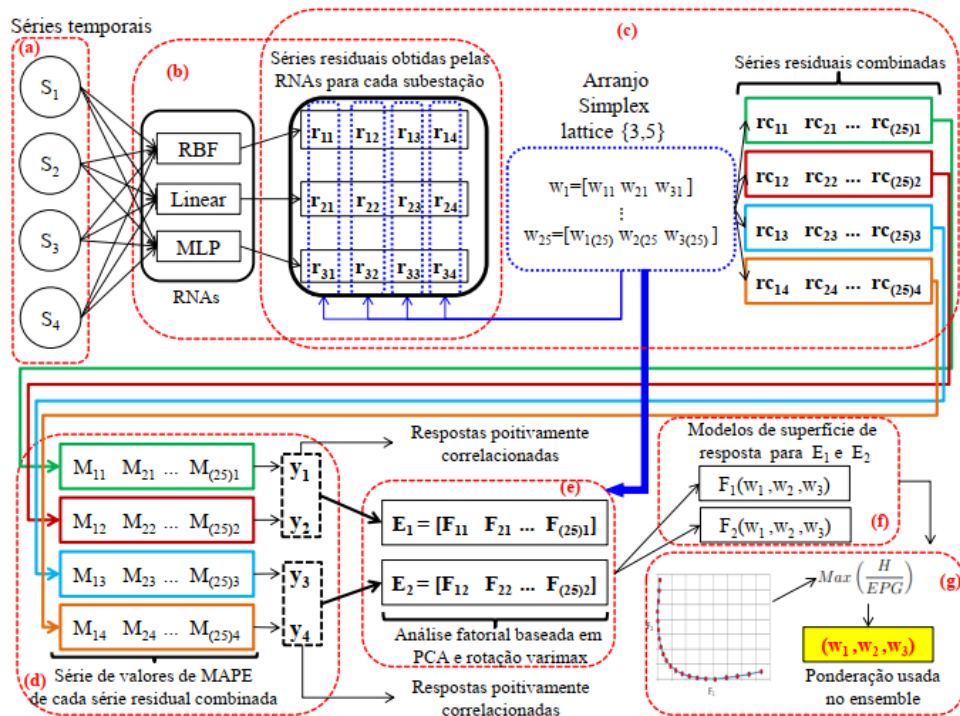 Séries temporais
(a)
S1
S2
S3
S4
(b)
RBF
Linear
MLP
RNAs
(c)
Séries residuais obtidas pelas
RNAs para cada subestação
r11 r12 r13 r14
r21 r22 r23 r24
r31 r32 r33 r34
Arranjo
Simplex
lattice {3,5}
w1=[w11 w21 w31]
⋮
w25=[w1(25) w2(25 w3(25) ]
Séries residuais combinadas
rc11 rc21 ... rc(25)1
rc12 rc22 ... rc(25)2
rc13 rc23 ... rc(25)3
rc14 rc24 ... rc(25)4
M11 M21 ... M(25)1
M12 M22 ... M(25)2
M13 M23 ... M(25)3
M14 M24 ... M(25)4
(d)
Série de valores de MAPE
de cada série residual combinada
y1
y2
y3
y4
Respostas poitivamente
correlacionadas
(e)
E1 = [F11 F21 ... F(25)1]
E2 = [F12 F22 ... F(25)2]
Análise fatorial baseada em
PCA e rotação varimax
Respostas poitivamente
correlacionadas
Modelos de superfície de
resposta para E1 e E2
F1(w1,w2,w3)
F2(w1,w2,w3)
(f)
(g)
Max (H/EPG)
F1
(w1,w2,w3)
Ponderação usada
no ensemble